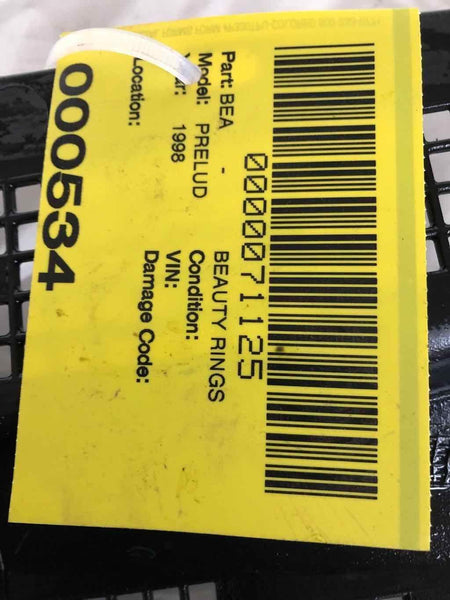 0000071125
Part: BEA - BEAUTY RINGS
Model: PRELUD Condition:
1998 VIN:
Damage Code:
Location:
000534